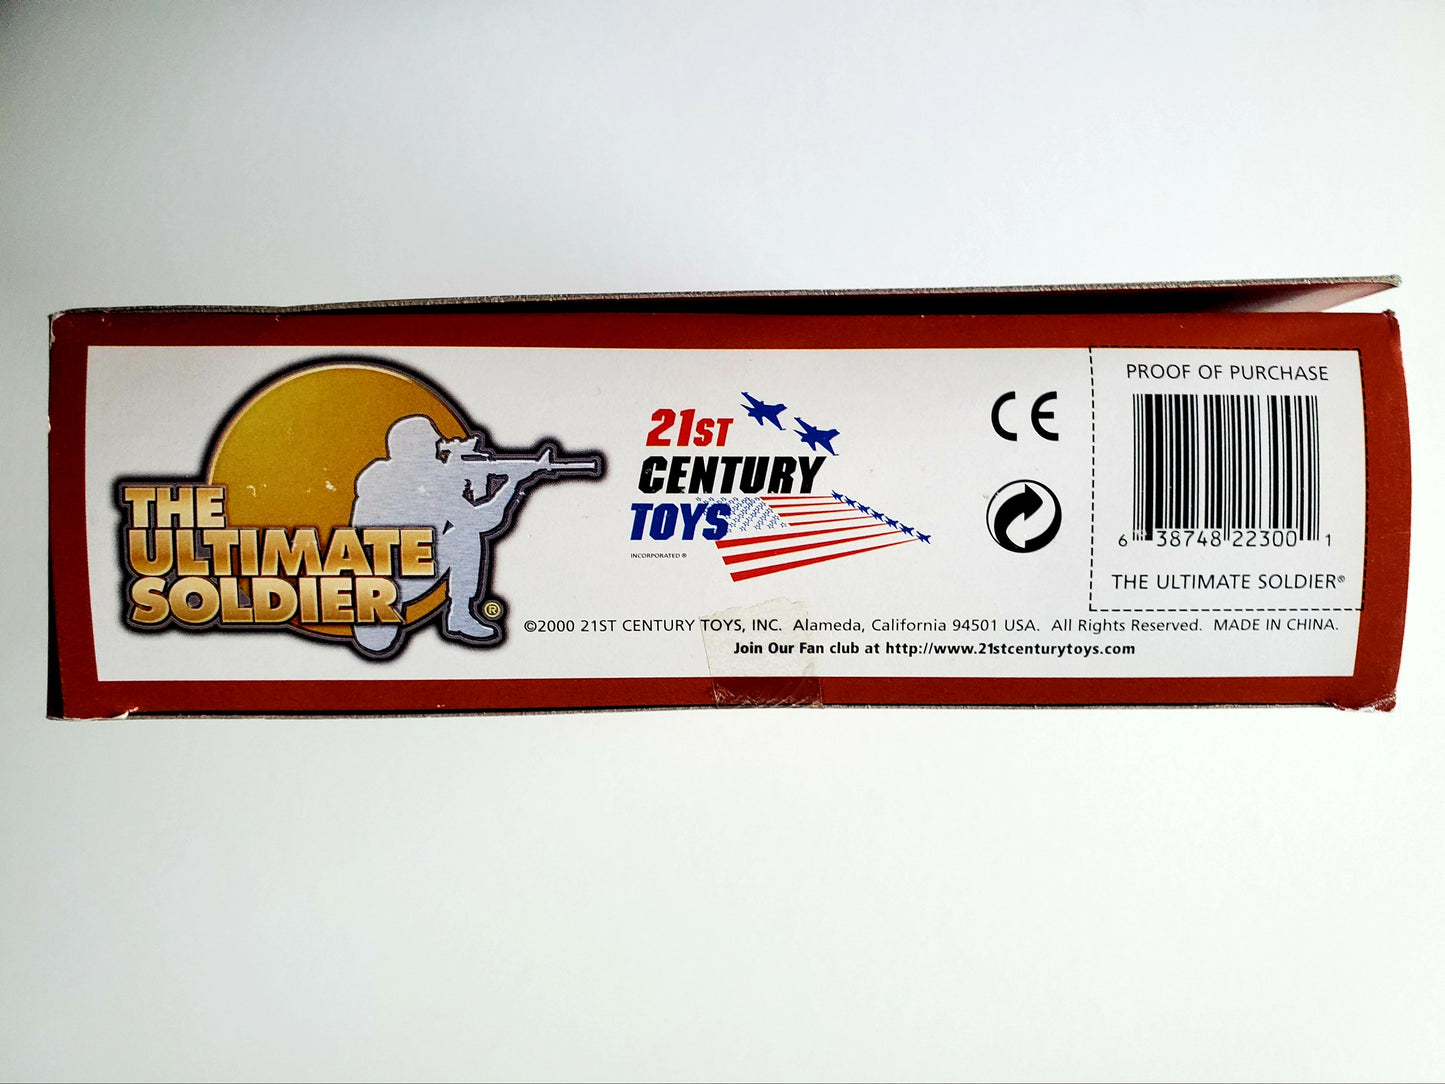 THE
ULTIMATE
SOLDIER®
21ST
CENTURY
TOYS
INCORPORATED ®
CE
PROOF OF PURCHASE
6 38748 22300 1
THE ULTIMATE SOLDIER®
©2000 21ST CENTURY TOYS, INC. Alameda, California 94501 USA. All Rights Reserved. MADE IN CHINA.
Join Our Fan club at http://www.21stcenturytoys.com